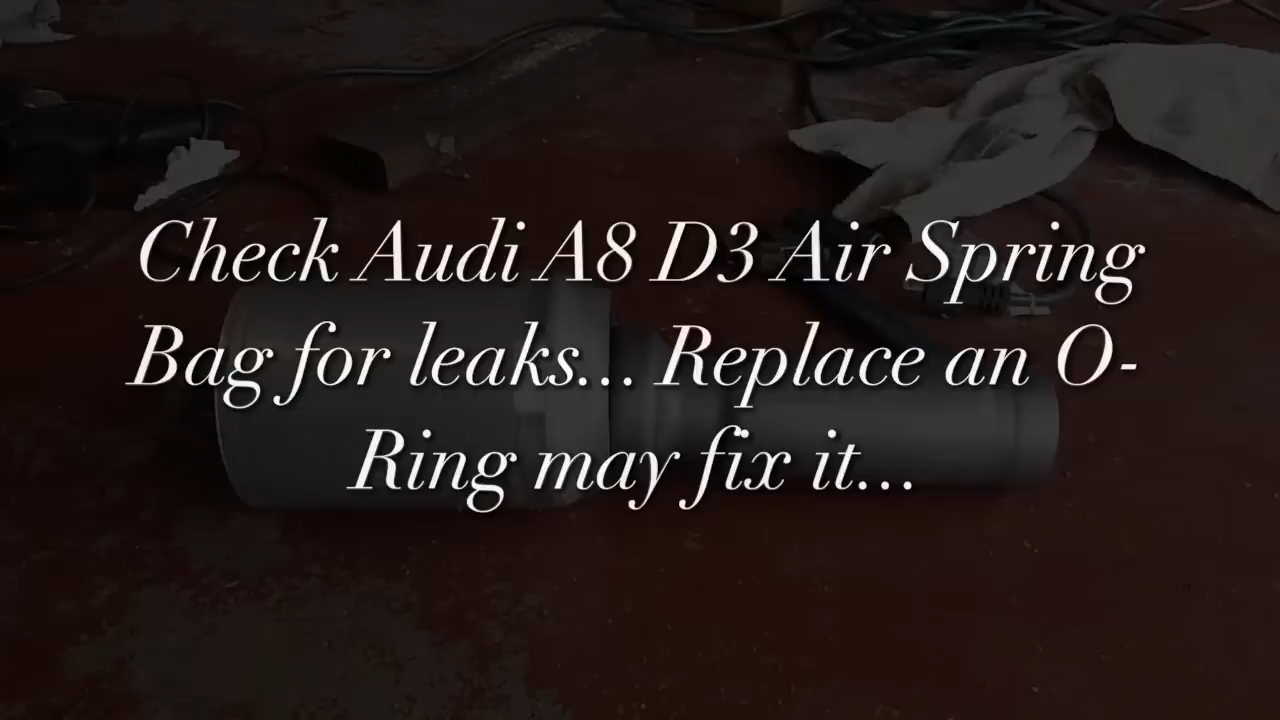 Check Audi A8 D3 Air Spring
Bag for leaks... Replace an O-
Ring may fix it...